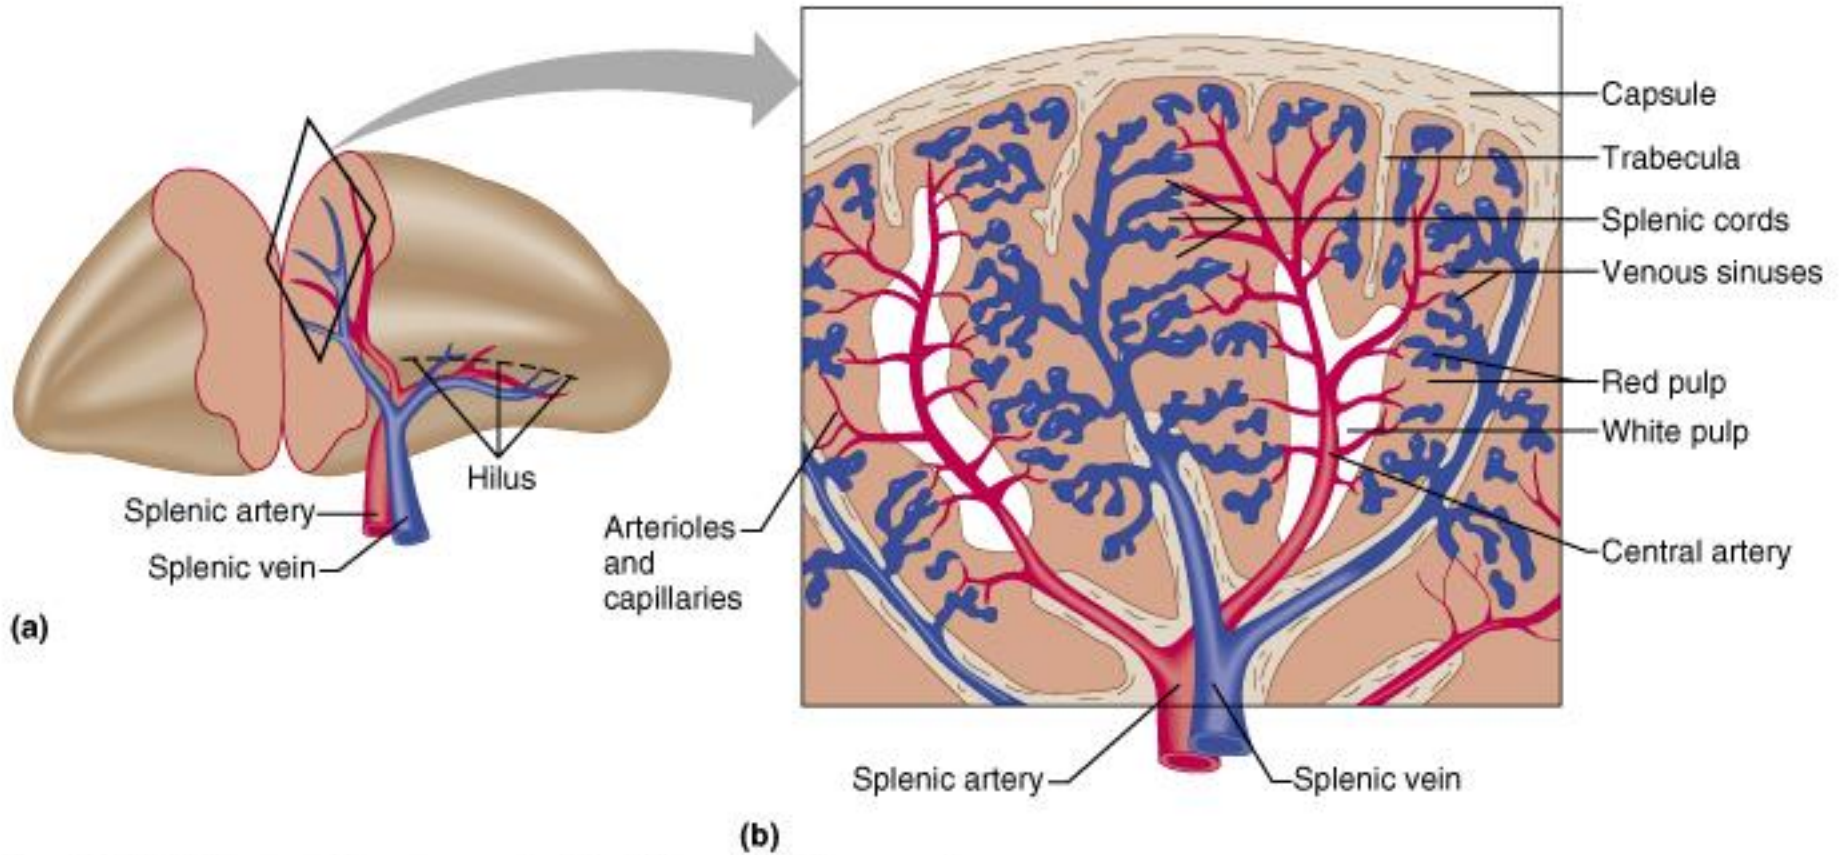 Capsule
Trabecula
Splenic cords
Venous sinuses
Red pulp
White pulp
Hilus
Splenic artery
Splenic vein
(a)
Arterioles
and
capillaries
Central artery
Splenic artery
Splenic vein
(b)